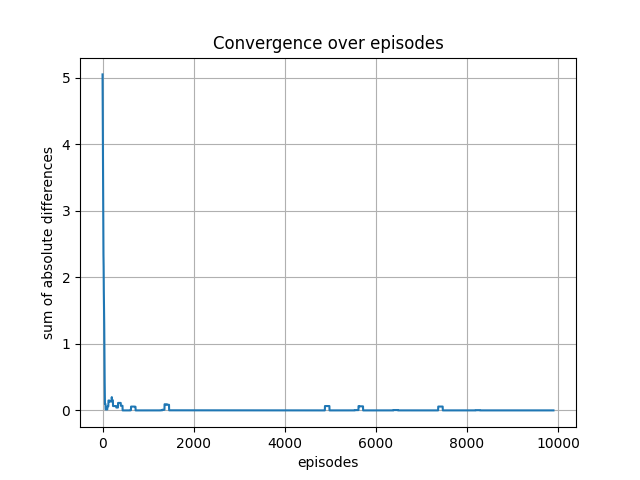 Convergence over episodes
sum of absolute differences
5
4
3
2
1
0
0 2000 4000 6000 8000 10000
episodes